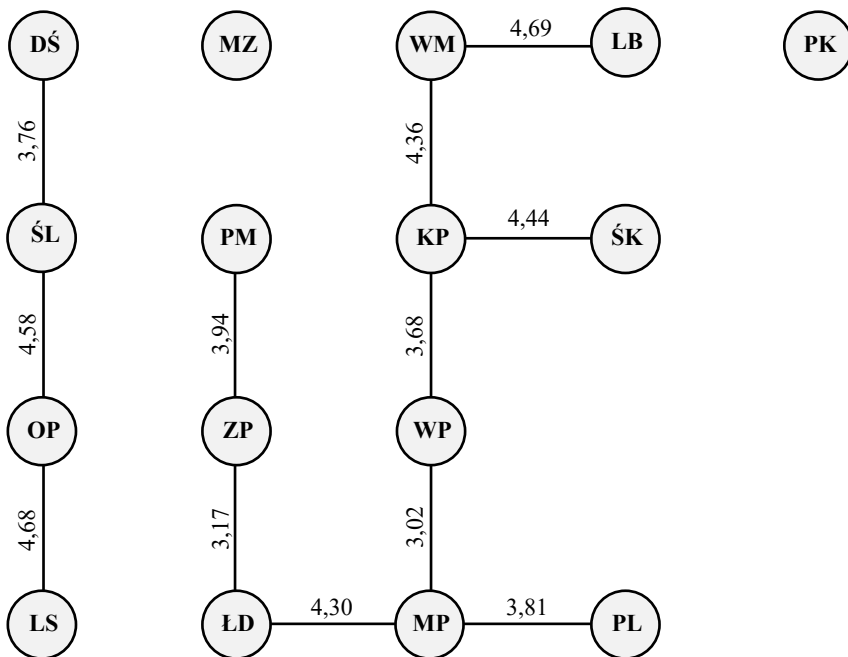 DŚ MZ WM 4,69 LB PK
3,76 4,36
ŚL PM KP 4,44 ŚK
4,58 3,94 3,68
OP ZP WP
4,68 3,17 3,02
LS ŁD 4,30 MP 3,81 PL